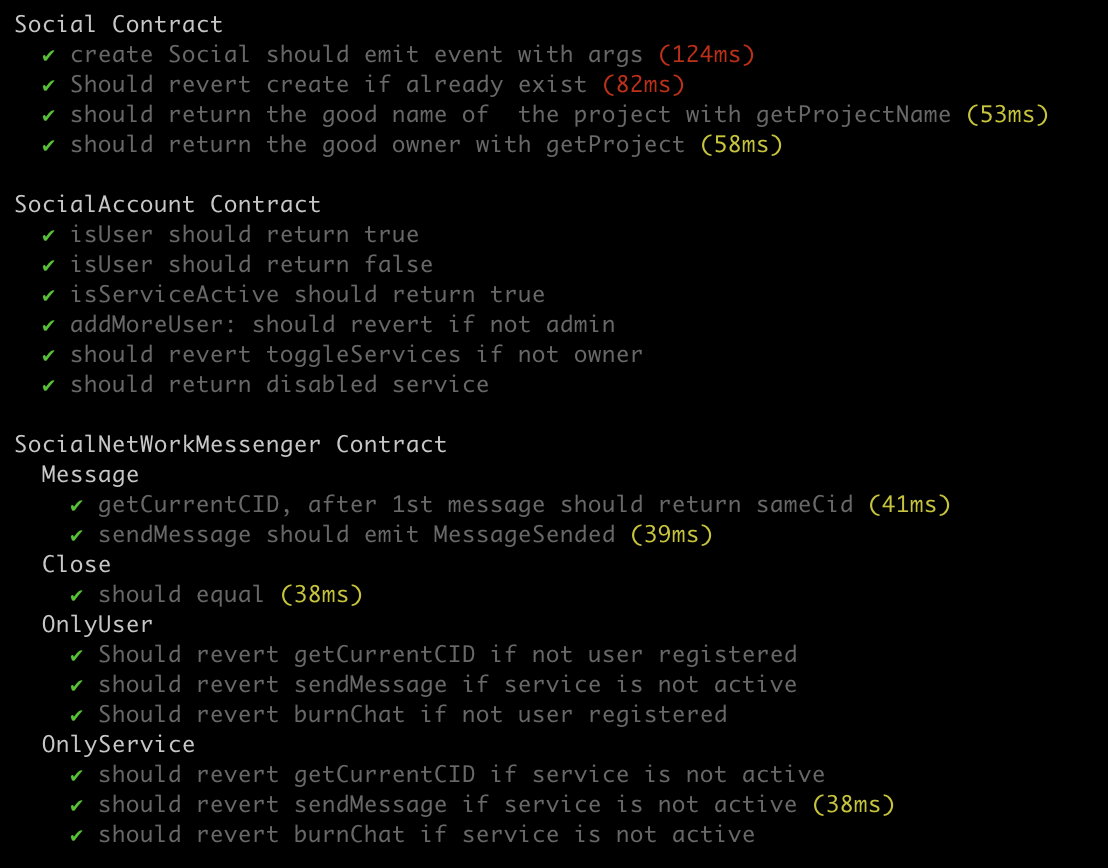 Social Contract
✔ create Social should emit event with args (124ms)
✔ Should revert create if already exist (82ms)
✔ should return the good name of  the project with getProjectName (53ms)
✔ should return the good owner with getProject (58ms)
SocialAccount Contract
✔ isUser should return true
✔ isUser should return false
✔ isServiceActive should return true
✔ addMoreUser: should revert if not admin
✔ should revert toggleServices if not owner
✔ should return disabled service
SocialNetWorkMessenger Contract
Message
✔ getCurrentCID, after 1st message should return sameCid (41ms)
✔ sendMessage should emit MessageSended (39ms)
Close
✔ should equal (38ms)
OnlyUser
✔ Should revert getCurrentCID if not user registered
✔ should revert sendMessage if service is not active
✔ Should revert burnChat if not user registered
OnlyService
✔ should revert getCurrentCID if service is not active
✔ should revert sendMessage if service is not active (38ms)
✔ should revert burnChat if service is not active